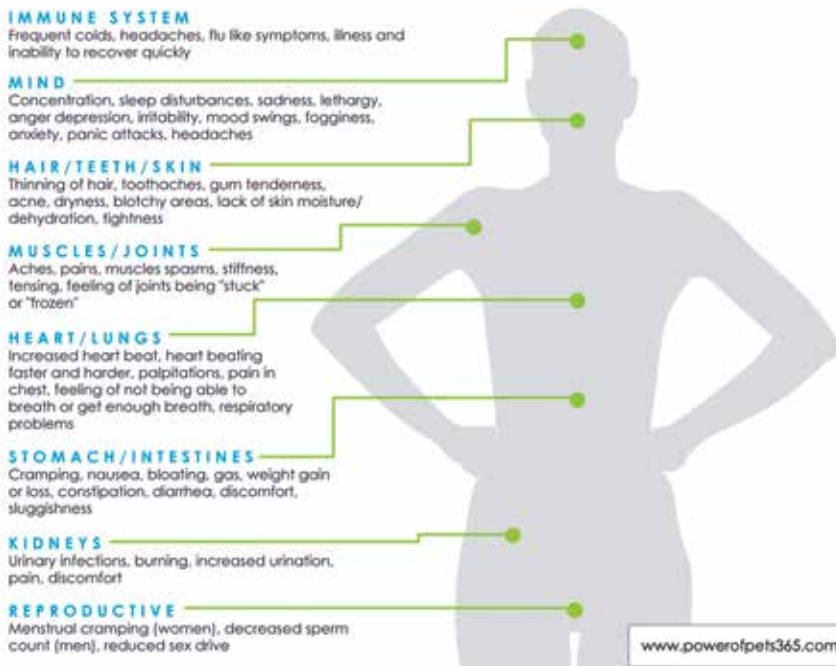 IMMUNE SYSTEM
Frequent colds, headaches, flu like symptoms, illness and
inability to recover quickly
MIND
Concentration, sleep disturbances, sadness, lethargy,
anger depression, irritability, mood swings, fogginess,
anxiety, panic attacks, headaches
HAIR/TEETH/SKIN
Thinning of hair, toothaches, gum tenderness,
acne, dryness, blotchy areas, lack of skin moisture/
dehydration, tightness
MUSCLES/JOINTS
Aches, pains, muscles spasms, stiffness,
tensing, feeling of joints being "stuck"
or "frozen"
HEART/LUNGS
Increased heart beat, heart beating
faster and harder, palpitations, pain in
chest, feeling of not being able to
breath or get enough breath, respiratory
problems
STOMACH/INTESTINES
Cramping, nausea, bloating, gas, weight gain
or loss, constipation, diarrhea, discomfort,
sluggishness
KIDNEYS
Urinary infections, burning, increased urination,
pain, discomfort
REPRODUCTIVE
Menstrual cramping (women), decreased sperm
count (men), reduced sex drive
www.powerofpets365.com